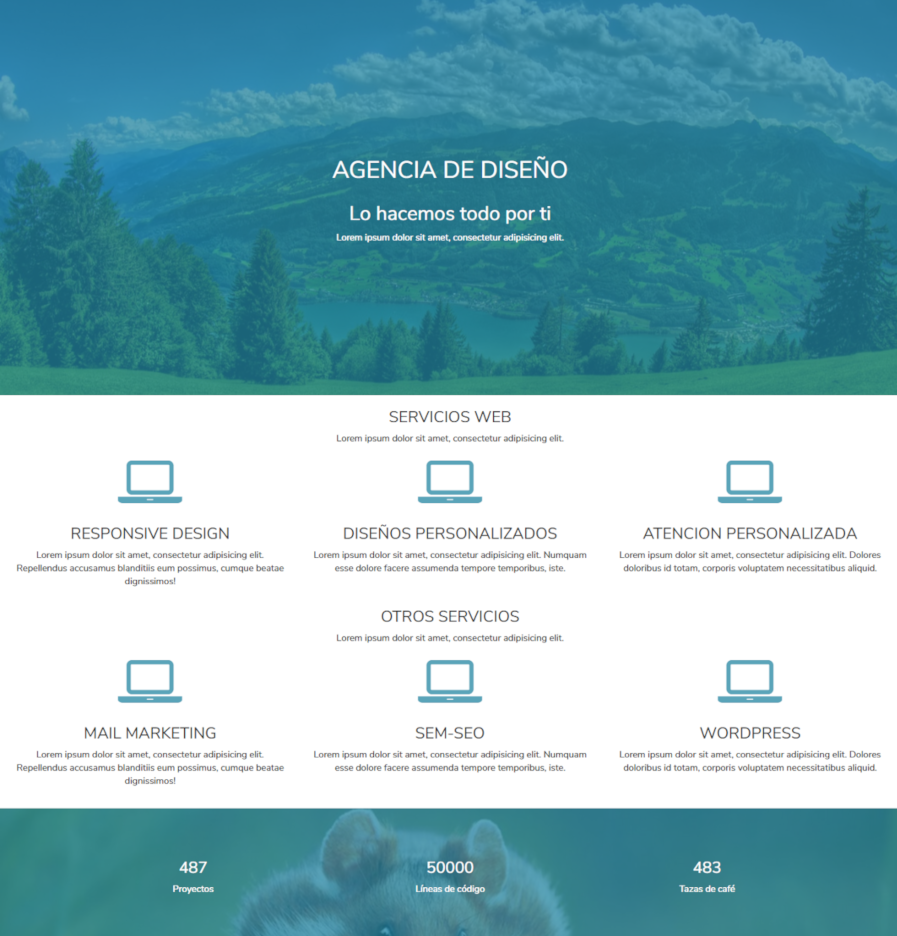 AGENCIA DE DISEÑO
Lo hacemos todo por ti
Lorem ipsum dolor sit amet, consectetur adipisicing elit.
SERVICIOS WEB
Lorem ipsum dolor sit amet, consectetur adipisicing elit.
RESPONSIVE DESIGN
Lorem ipsum dolor sit amet, consectetur adipisicing elit.
Repellendus accusamus blanditiis eum possimus, cumque beatae
dignissimos!
DISEÑOS PERSONALIZADOS
Lorem ipsum dolor sit amet, consectetur adipisicing elit. Numquam
esse dolore facere assumenda tempore temporibus, iste.
ATENCION PERSONALIZADA
Lorem ipsum dolor sit amet, consectetur adipisicing elit. Dolores
doloribus id totam, corporis voluptatem necessitatibus aliquid.
OTROS SERVICIOS
Lorem ipsum dolor sit amet, consectetur adipisicing elit.
MAIL MARKETING
Lorem ipsum dolor sit amet, consectetur adipisicing elit.
Repellendus accusamus blanditiis eum possimus, cumque beatae
dignissimos!
SEM-SEO
Lorem ipsum dolor sit amet, consectetur adipisicing elit. Numquam
esse dolore facere assumenda tempore temporibus, iste.
WORDPRESS
Lorem ipsum dolor sit amet, consectetur adipisicing elit. Dolores
doloribus id totam, corporis voluptatem necessitatibus aliquid.
487
Proyectos
50000
Líneas de código
483
Tazas de café